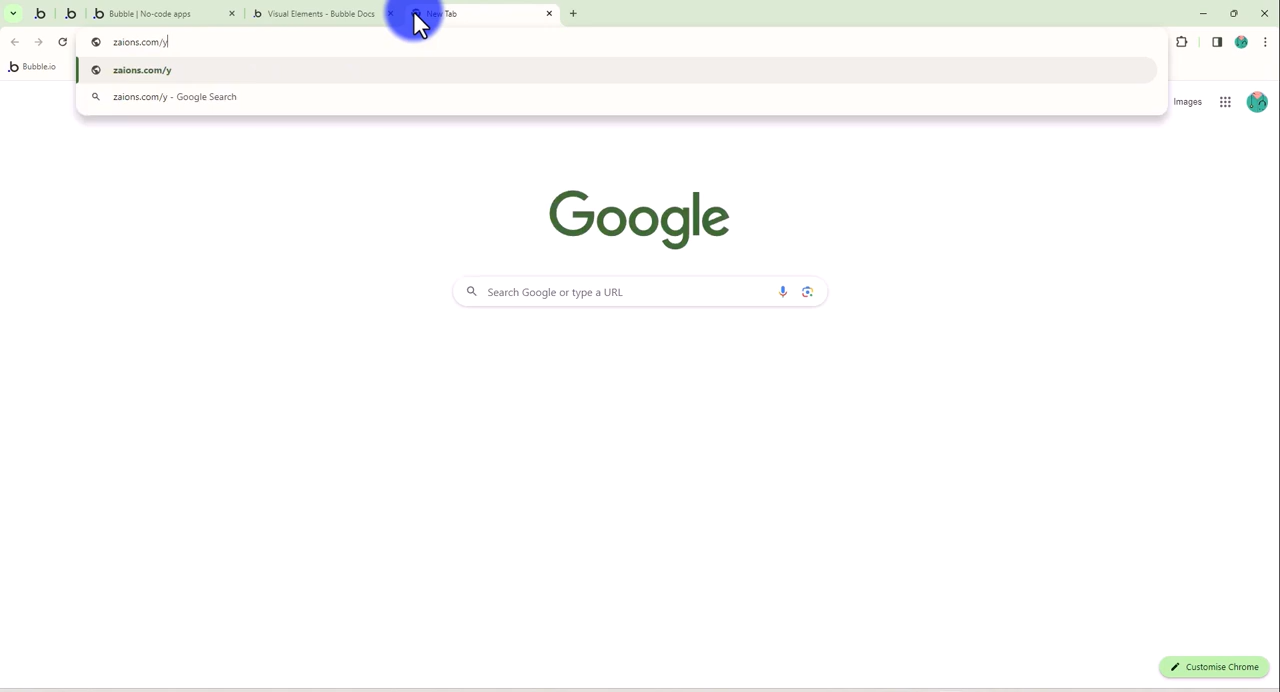 Bubble | No-code apps
Visual Elements - Bubble Docs
New Tab
zaions.com/y
Bubble.io
zaions.com/y
zaions.com/y - Google Search
Images
Google
Search Google or type a URL
Customise Chrome